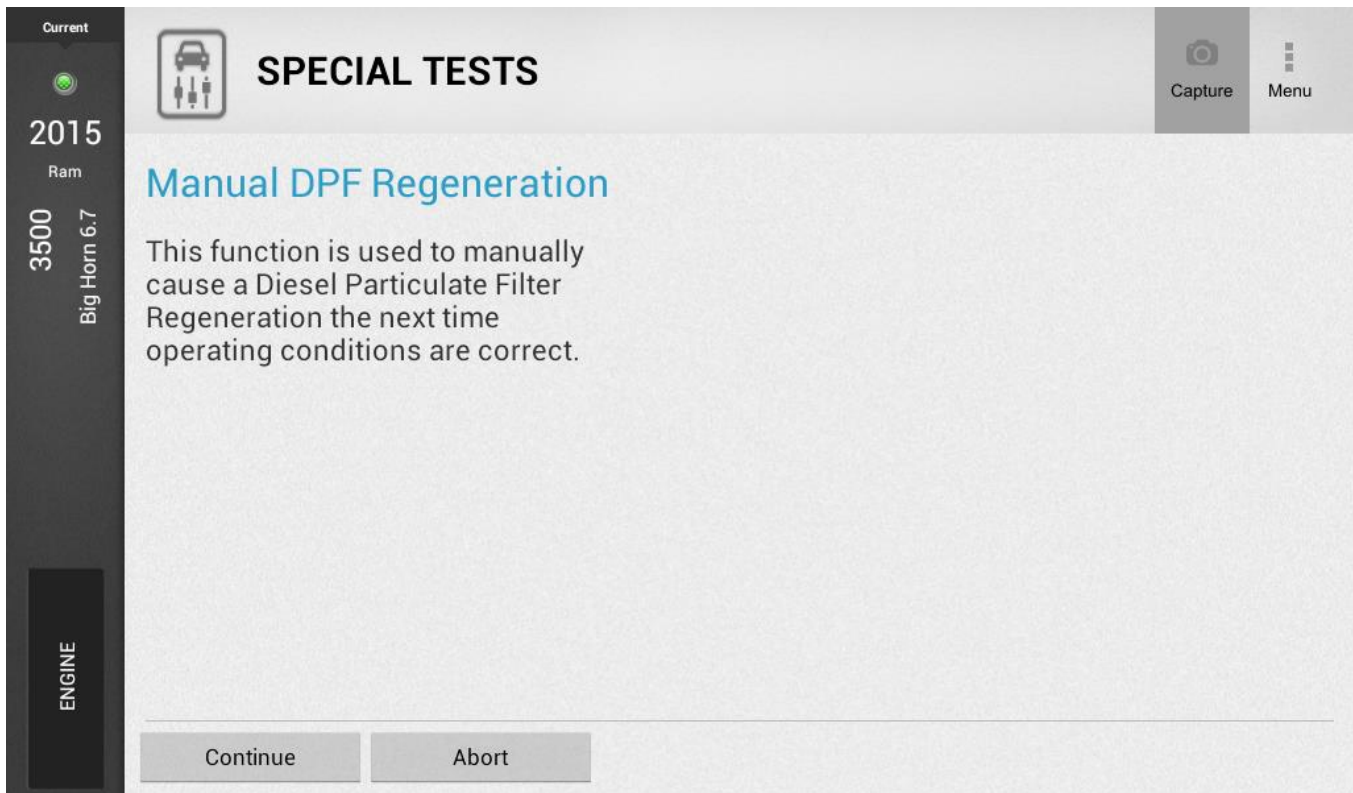 Current
2015
Ram
3500
Big Horn 6.7
ENGINE
SPECIAL TESTS
Capture
Menu
Manual DPF Regeneration
This function is used to manually
cause a Diesel Particulate Filter
Regeneration the next time
operating conditions are correct.
Continue
Abort